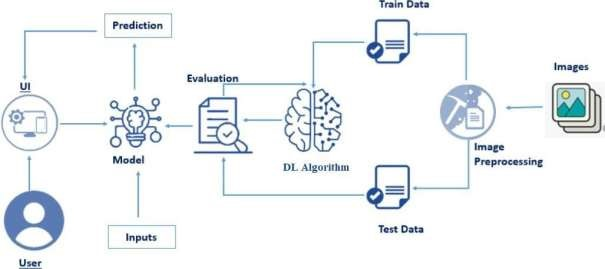 Train Data
Prediction
Images
Evaluation
UI
Model
DL Algorithm
Image
Preprocessing
Inputs
Test Data
User